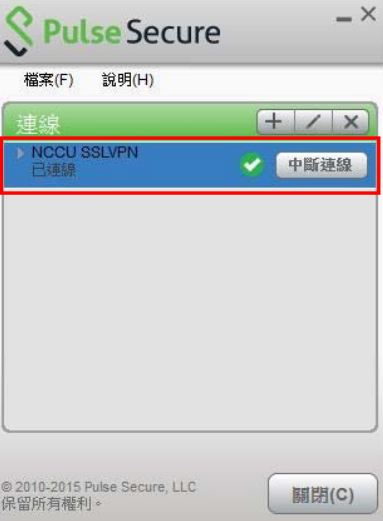 Pulse Secure
檔案(F) 說明(H)
連線
NCCU SSLVPN
已連線
中斷連線
© 2010-2015 Pulse Secure, LLC
保留所有權利。
關閉(C)